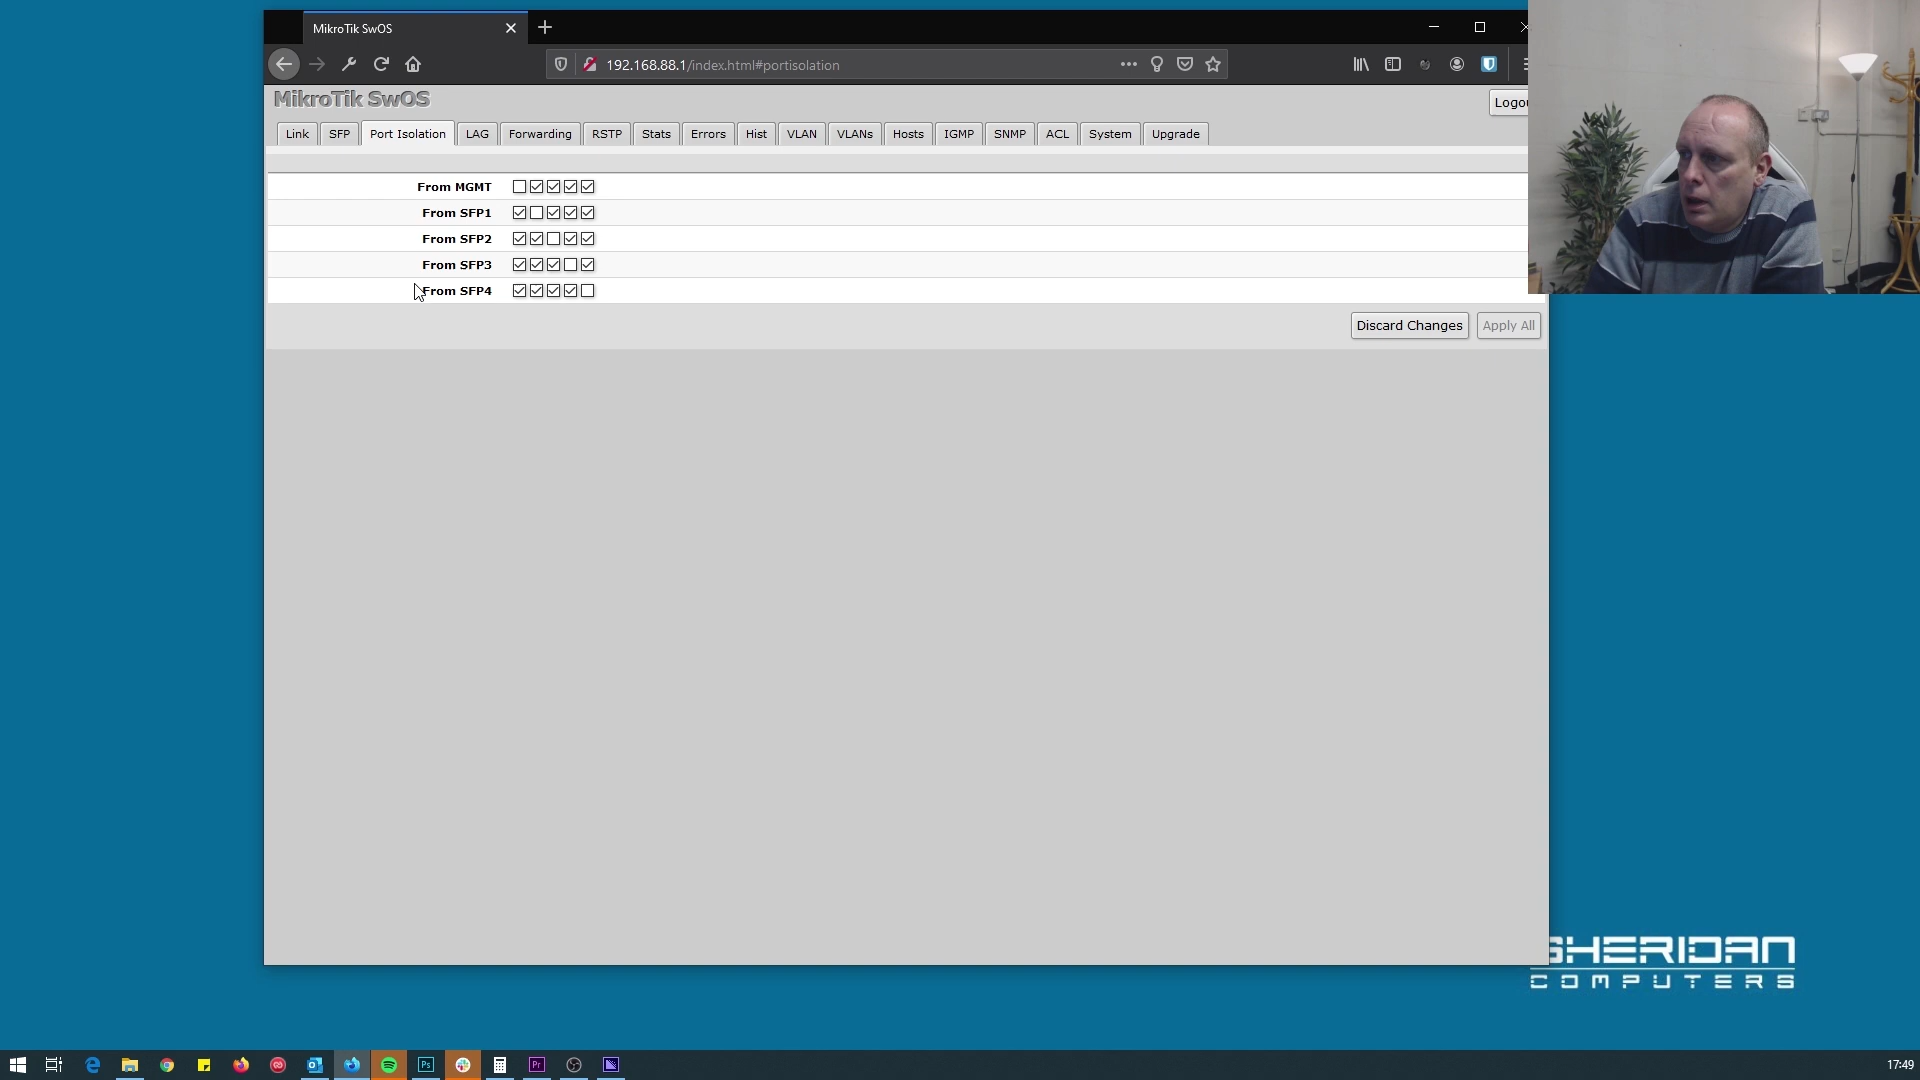 MikroTik SwOS
192.168.88.1/index.html#portisolation
MikroTik SwOS
Link SFP Port Isolation LAG Forwarding RSTP Stats Errors Hist VLAN VLANs Hosts IGMP SNMP ACL System Upgrade
From MGMT
From SFP1
From SFP2
From SFP3
From SFP4
Discard Changes Apply All
SHERIDAN
COMPUTERS
Ps
Pr
17:49